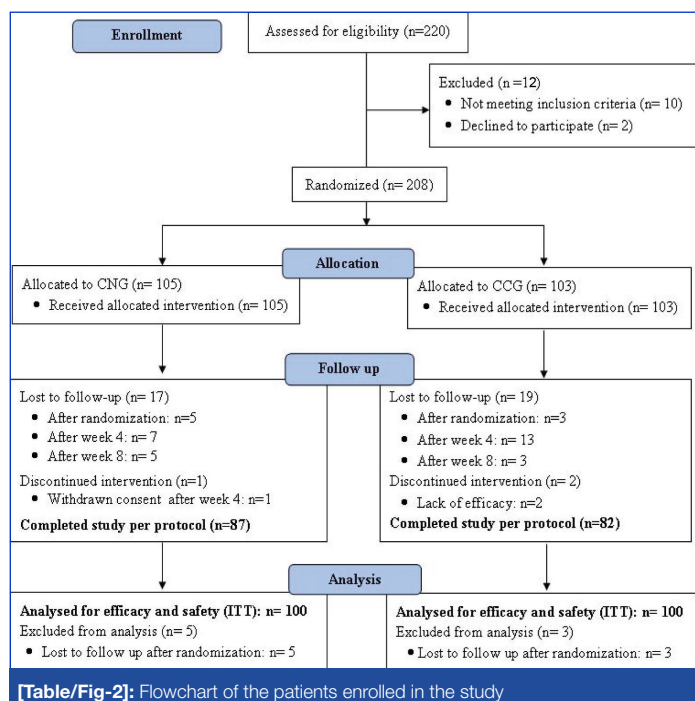 Enrollment
Assessed for eligibility (n=220)
Excluded (n =12)
• Not meeting inclusion criteria (n= 10)
• Declined to participate (n= 2)
Randomized (n= 208)
Allocation
Allocated to CNG (n= 105)
• Received allocated intervention (n= 105)
Allocated to CCG (n= 103)
• Received allocated intervention (n= 103)
Follow up
Lost to follow-up (n= 17)
• After randomization: n=5
• After week 4: n= 7
• After week 8: n= 5
Discontinued intervention (n=1)
• Withdrawn consent after week 4: n=1
Completed study per protocol (n=87)
Lost to follow-up (n= 19)
• After randomization: n=3
• After week 4: n= 13
• After week 8: n= 3
Discontinued intervention (n= 2)
• Lack of efficacy: n=2
Completed study per protocol (n=82)
Analysis
Analysed for efficacy and safety (ITT): n= 100
Excluded from analysis (n= 5)
• Lost to follow up after randomization: n= 5
Analysed for efficacy and safety (ITT): n= 100
Excluded from analysis (n= 3)
• Lost to follow up after randomization: n= 3
[Table/Fig-2]: Flowchart of the patients enrolled in the study